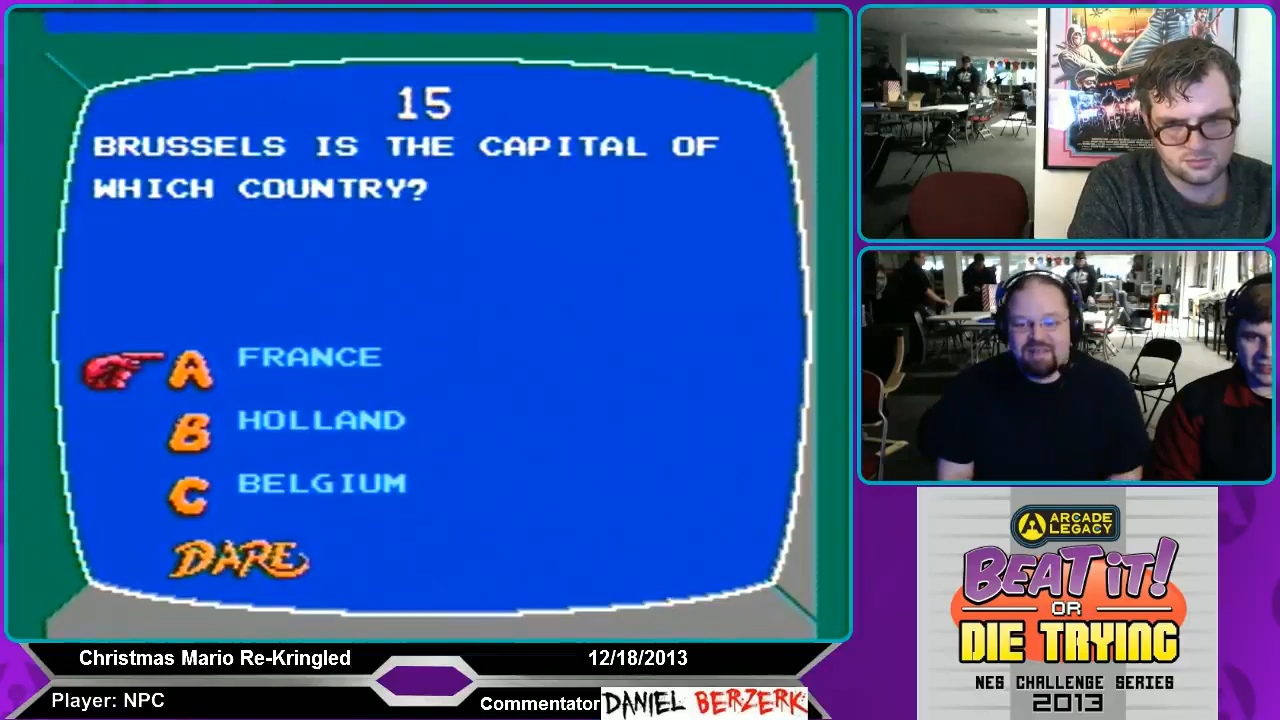 15
BRUSSELS IS THE CAPITAL OF
WHICH COUNTRY?
A FRANCE
B HOLLAND
C BELGIUM
DARE
ARCADE
LEGACY
BEAT iT!
OR
DIE TRYING
NES CHALLENGE SERIES
2013
Christmas Mario Re-Kringled
12/18/2013
Player: NPC
Commentator
DANIEL BERZERK